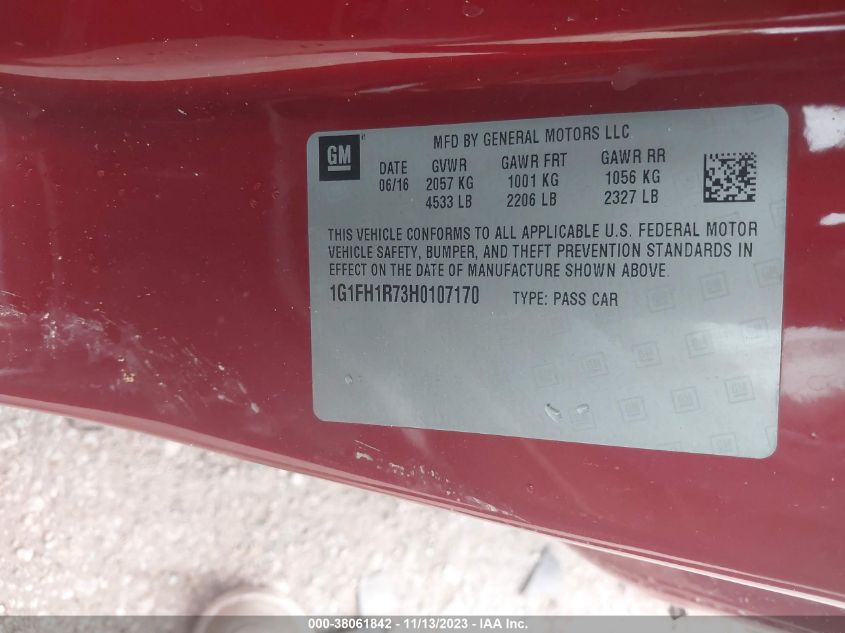 GM
MFD BY GENERAL MOTORS LLC
DATE GVWR GAWR FRT GAWR RR
06/16 2057 KG 1001 KG 1056 KG
4533 LB 2206 LB 2327 LB
THIS VEHICLE CONFORMS TO ALL APPLICABLE U.S. FEDERAL MOTOR
VEHICLE SAFETY, BUMPER, AND THEFT PREVENTION STANDARDS IN
EFFECT ON THE DATE OF MANUFACTURE SHOWN ABOVE.
1G1FH1R73H0107170 TYPE: PASS CAR
000-38061842 - 11/13/2023 - IAA Inc.